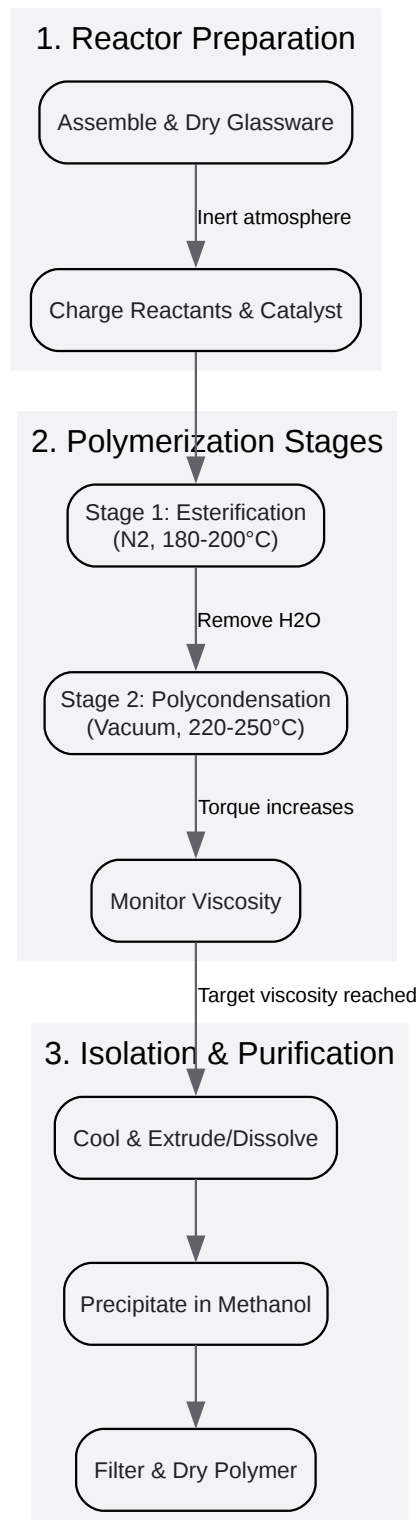 1. Reactor Preparation
Assemble & Dry Glassware
Inert atmosphere
Charge Reactants & Catalyst
2. Polymerization Stages
Stage 1: Esterification
(N2, 180-200°C)
Remove H2O
Stage 2: Polycondensation
(Vacuum, 220-250°C)
Torque increases
Monitor Viscosity
Target viscosity reached
3. Isolation & Purification
Cool & Extrude/Dissolve
Precipitate in Methanol
Filter & Dry Polymer